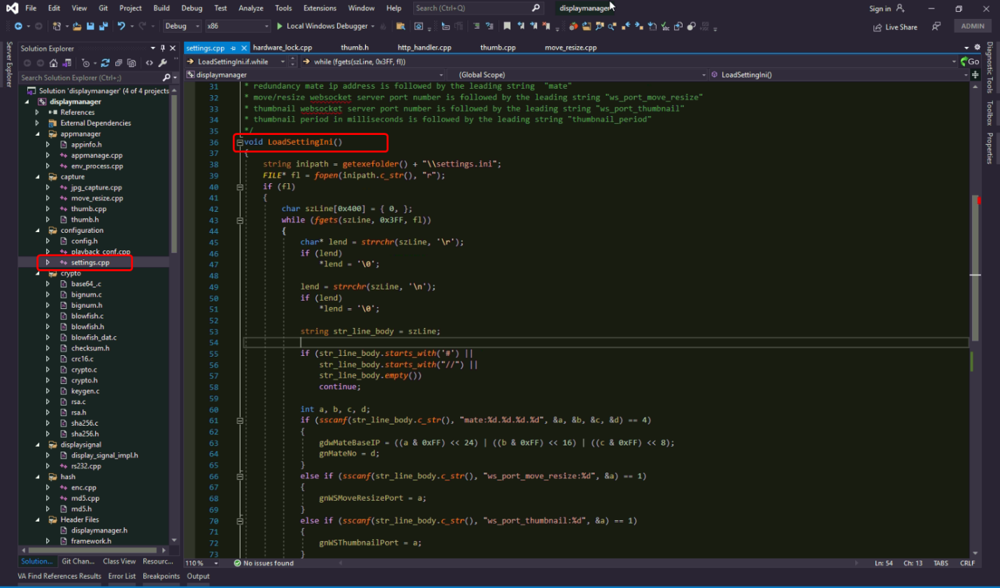 File Edit View Git Project Build Debug Test Analyze Tools Extensions Window Help Search (Ctrl+Q) displaymanager Sign in
Debug x86 Local Windows Debugger Live Share ADMIN
Server Explorer
Solution Explorer
Search Solution Explorer (Ctrl+;)
Solution 'displaymanager' (4 of 4 projects
displaymanager
References
External Dependencies
appmanager
appinfo.h
appmanage.cpp
env_process.cpp
capture
jpg_capture.cpp
move_resize.cpp
thumb.cpp
thumb.h
configuration
config.h
playback_conf.cpp
settings.cpp
crypto
base64_.c
bignum.c
bignum.h
blowfish.c
blowfish.h
blowfish_dat.c
checksum.h
crc16.c
crypto.c
crypto.h
keygen.c
rsa.c
rsa.h
sha256.c
sha256.h
displaysignal
display_signal_impl.h
rs232.cpp
hash
enc.cpp
md5.cpp
md5.h
Header Files
displaymanager.h
framework.h
Solution... Git Chan... Class View Resourc...
settings.cpp hardware_lock.cpp thumb.h http_handler.cpp thumb.cpp move_resize.cpp
LoadSettingIni.if.while while (fgets(szLine, 0x3FF, fl)) Go
displaymanager (Global Scope) LoadSettingIni()
31 * redundancy mate ip address is followed by the leading string "mate"
32 * move/resize websocket server port number is followed by the leading string "ws_port_move_resize"
33 * thumbnail websocket server port number is followed by the leading string "ws_port_thumbnail"
34 * thumbnail period in milliseconds is followed by the leading string "thumbnail_period"
35 */
36 void LoadSettingIni()
37 {
38 string inipath = getexefolder() + "\\settings.ini";
39 FILE* fl = fopen(inipath.c_str(), "r");
40 if (fl)
41 {
42 char szLine[0x400] = { 0, };
43 while (fgets(szLine, 0x3FF, fl))
44 {
45 char* lend = strrchr(szLine, '\r');
46 if (lend)
47 *lend = '\0';
48
49 lend = strrchr(szLine, '\n');
50 if (lend)
51 *lend = '\0';
52
53 string str_line_body = szLine;
54
55 if (str_line_body.starts_with('#') ||
56 str_line_body.starts_with("//") ||
57 str_line_body.empty())
58 continue;
59
60 int a, b, c, d;
61 if (sscanf(str_line_body.c_str(), "mate:%d.%d.%d.%d", &a, &b, &c, &d) == 4)
62 {
63 gdwMateBaseIP = ((a & 0xFF) << 24) | ((b & 0xFF) << 16) | ((c & 0xFF) << 8);
64 gnMateNo = d;
65 }
66 else if (sscanf(str_line_body.c_str(), "ws_port_move_resize:%d", &a) == 1)
67 {
68 gnWSMoveResizePort = a;
69 }
70 else if (sscanf(str_line_body.c_str(), "ws_port_thumbnail:%d", &a) == 1)
71 {
72 gnWSThumbnailPort = a;
73 }
110 % No issues found Ln: 54 Ch: 13 TABS CRLF
Diagnostic Tools
Toolbox
Properties
VA Find References Results Error List Breakpoints Output